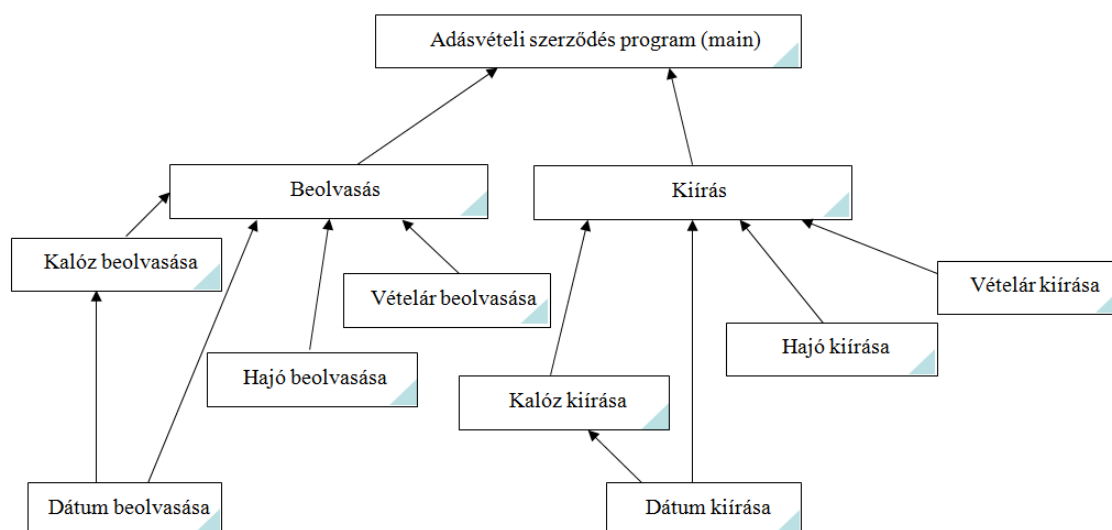 Adásvételi szerződés program (main)
Beolvasás
Kiírás
Kalóz beolvasása
Vételár beolvasása
Vételár kiírása
Hajó beolvasása
Hajó kiírása
Kalóz kiírása
Dátum beolvasása
Dátum kiírása